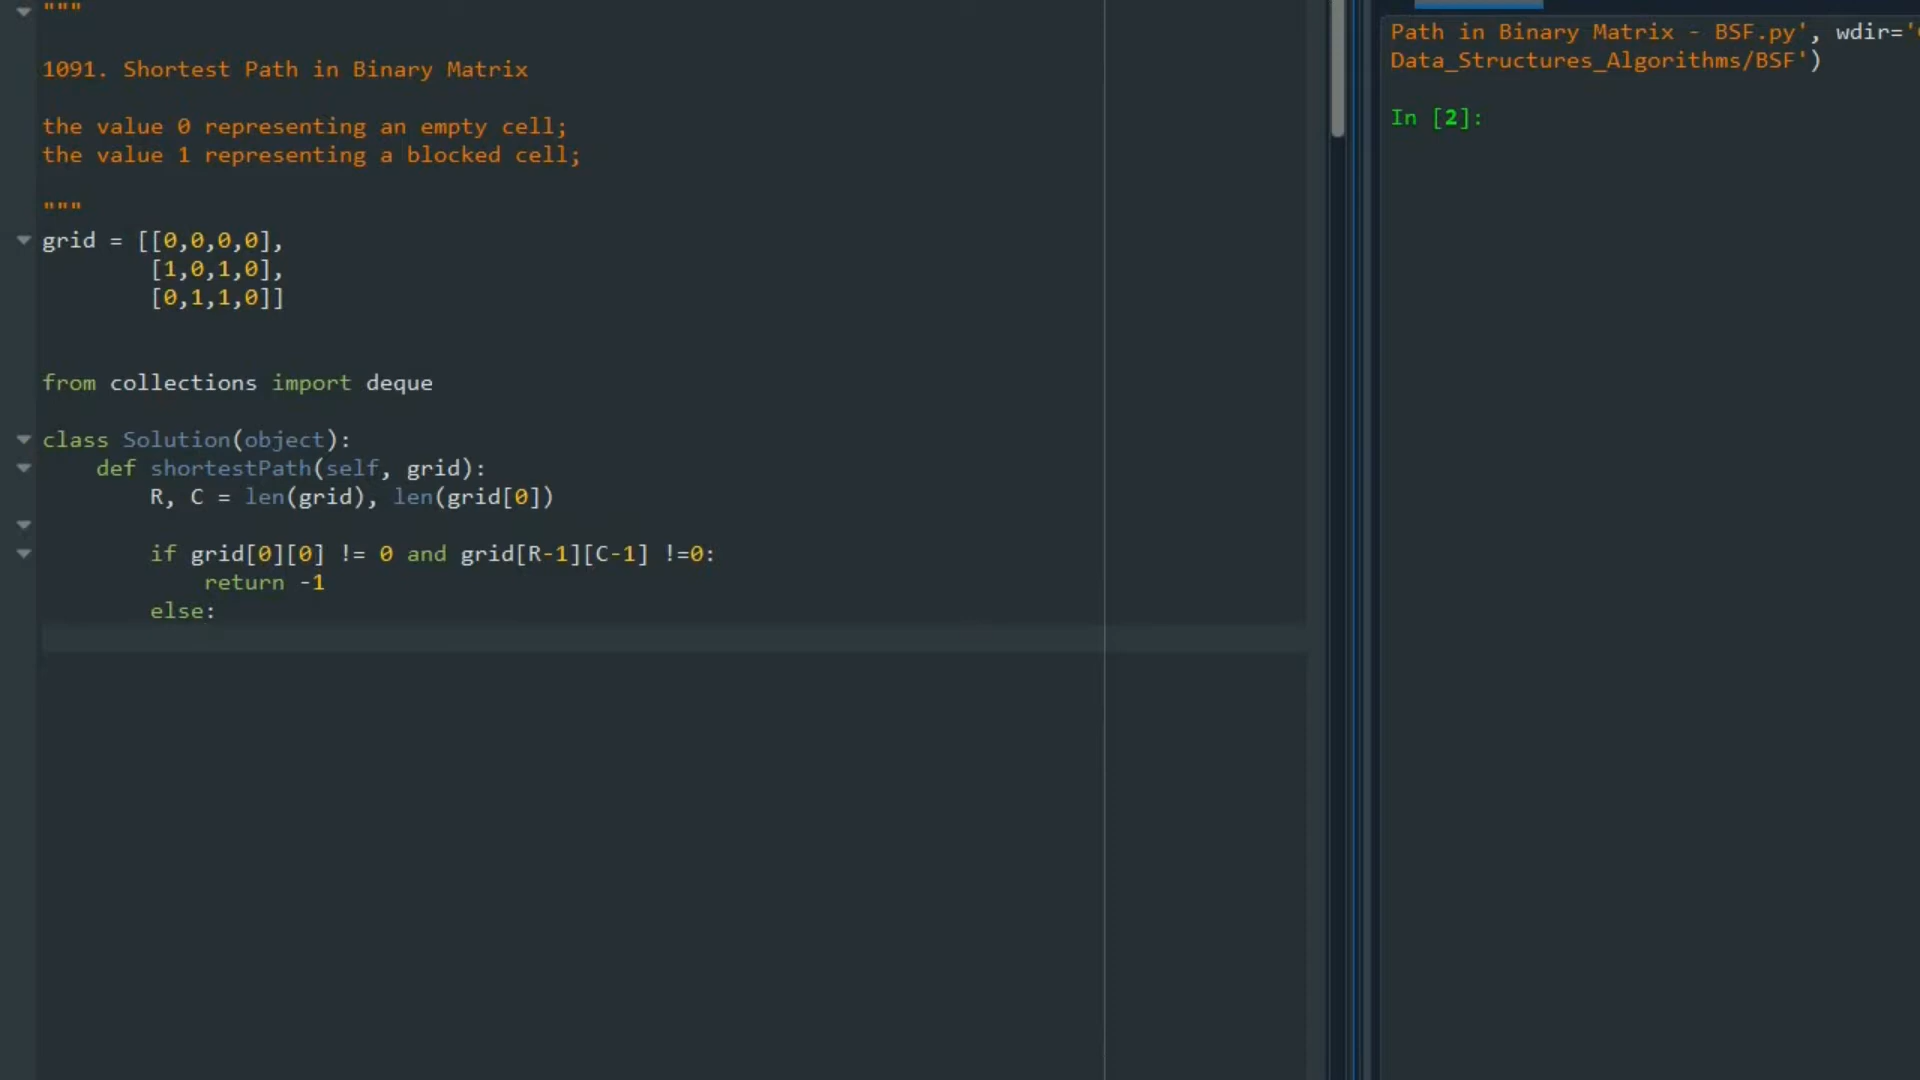 """
1091. Shortest Path in Binary Matrix
the value 0 representing an empty cell;
the value 1 representing a blocked cell;
"""
grid = [[0,0,0,0],
        [1,0,1,0],
        [0,1,1,0]]
from collections import deque
class Solution(object):
    def shortestPath(self, grid):
        R, C = len(grid), len(grid[0])
        if grid[0][0] != 0 and grid[R-1][C-1] !=0:
            return -1
        else:
Path in Binary Matrix - BSF.py', wdir='
Data_Structures_Algorithms/BSF')
In [2]: